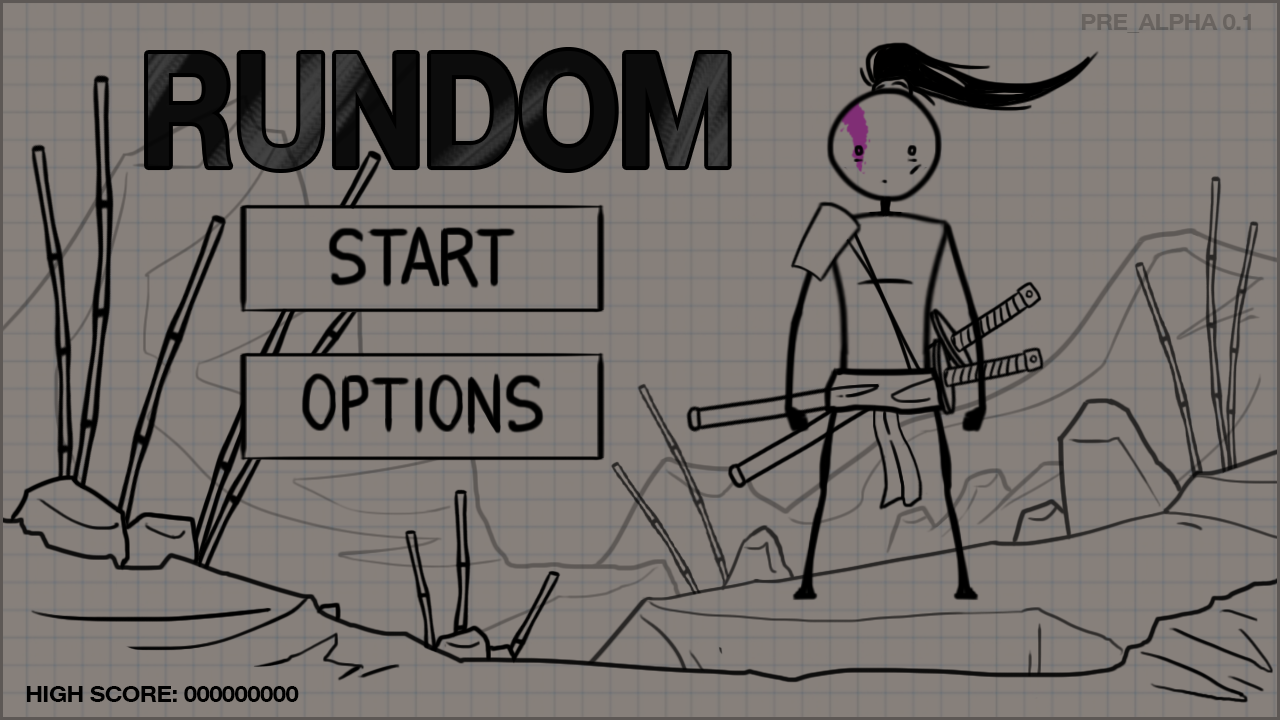 PRE_ALPHA 0.1
RUNDOM
START
OPTIONS
HIGH SCORE: 000000000